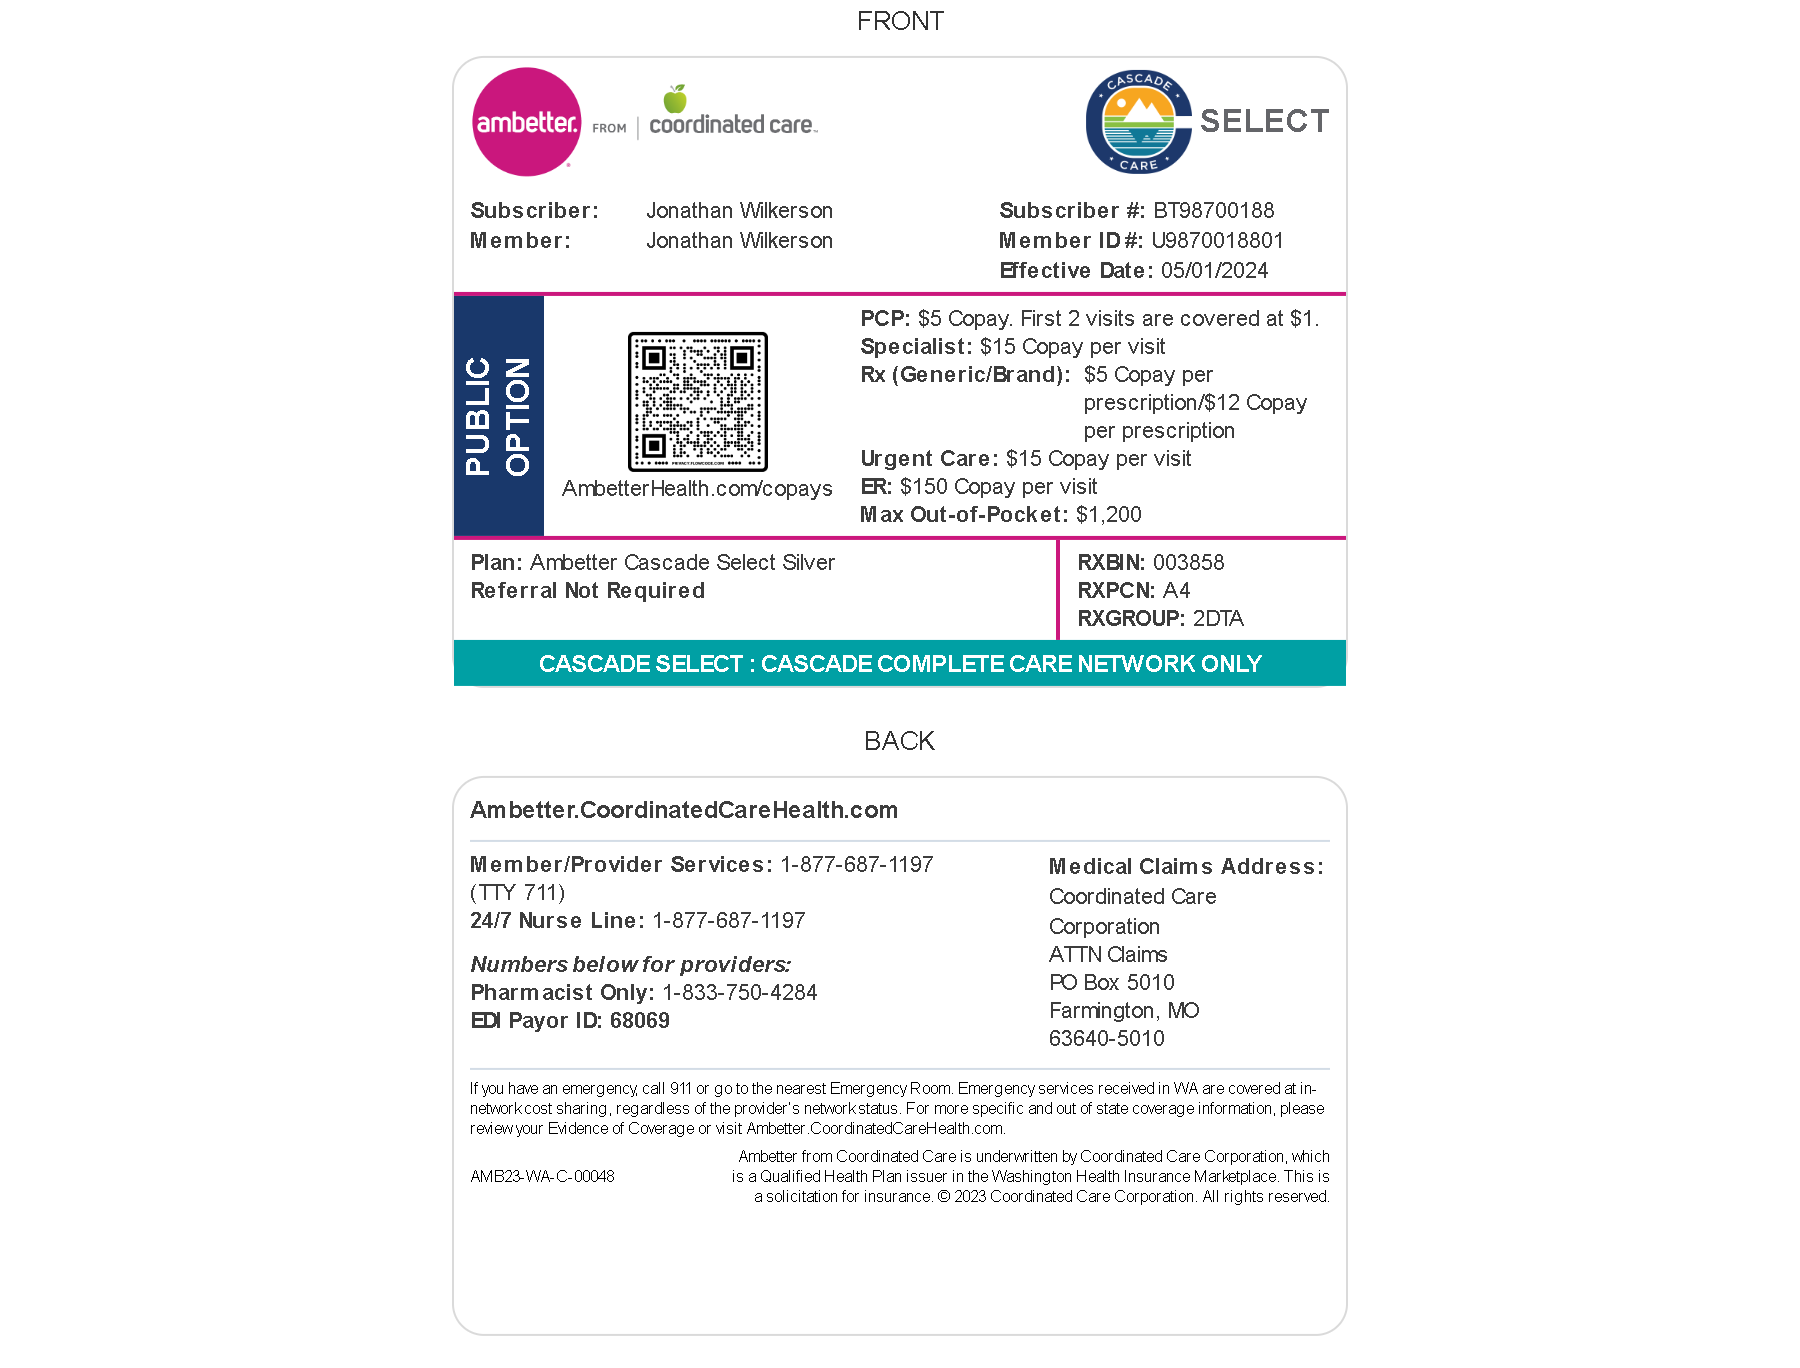 FRONT
ambetter.
FROM
coordinated care™
CASCADE
CARE
SELECT
Subscriber: Jonathan Wilkerson
Member: Jonathan Wilkerson
Subscriber #: BT98700188
Member ID#: U9870018801
Effective Date: 05/01/2024
PUBLIC
OPTION
PRIVACY.FLOWCODE.COM
AmbetterHealth.com/copays
PCP: $5 Copay. First 2 visits are covered at $1.
Specialist: $15 Copay per visit
Rx (Generic/Brand): $5 Copay per
prescription/$12 Copay
per prescription
Urgent Care: $15 Copay per visit
ER: $150 Copay per visit
Max Out-of-Pocket: $1,200
Plan: Ambetter Cascade Select Silver
Referral Not Required
RXBIN: 003858
RXPCN: A4
RXGROUP: 2DTA
CASCADE SELECT : CASCADE COMPLETE CARE NETWORK ONLY
BACK
Ambetter.CoordinatedCareHealth.com
Member/Provider Services: 1-877-687-1197
(TTY 711)
24/7 Nurse Line: 1-877-687-1197
Numbers below for providers:
Pharmacist Only: 1-833-750-4284
EDI Payor ID: 68069
Medical Claims Address:
Coordinated Care
Corporation
ATTN Claims
PO Box 5010
Farmington, MO
63640-5010
If you have an emergency, call 911 or go to the nearest Emergency Room. Emergency services received in WA are covered at in-
network cost sharing, regardless of the provider's network status. For more specific and out of state coverage information, please
review your Evidence of Coverage or visit Ambetter.CoordinatedCareHealth.com.
AMB23-WA-C-00048
Ambetter from Coordinated Care is underwritten by Coordinated Care Corporation, which
is a Qualified Health Plan issuer in the Washington Health Insurance Marketplace. This is
a solicitation for insurance. © 2023 Coordinated Care Corporation. All rights reserved.